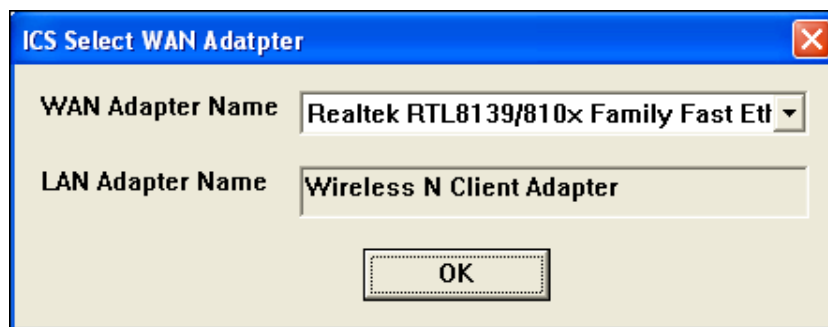 ICS Select WAN Adatpter
WAN Adapter Name
Realtek RTL8139/810x Family Fast Eth
LAN Adapter Name
Wireless N Client Adapter
OK